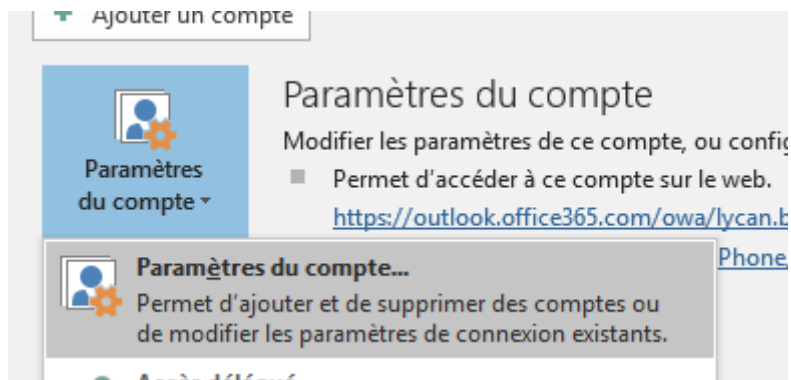 + Ajouter un compte
Paramètres du compte
Modifier les paramètres de ce compte, ou config
Paramètres
du compte
Permet d'accéder à ce compte sur le web.
https://outlook.office365.com/owa/lycan.b
Phone,
Paramètres du compte...
Permet d'ajouter et de supprimer des comptes ou
de modifier les paramètres de connexion existants.
Accès délégué